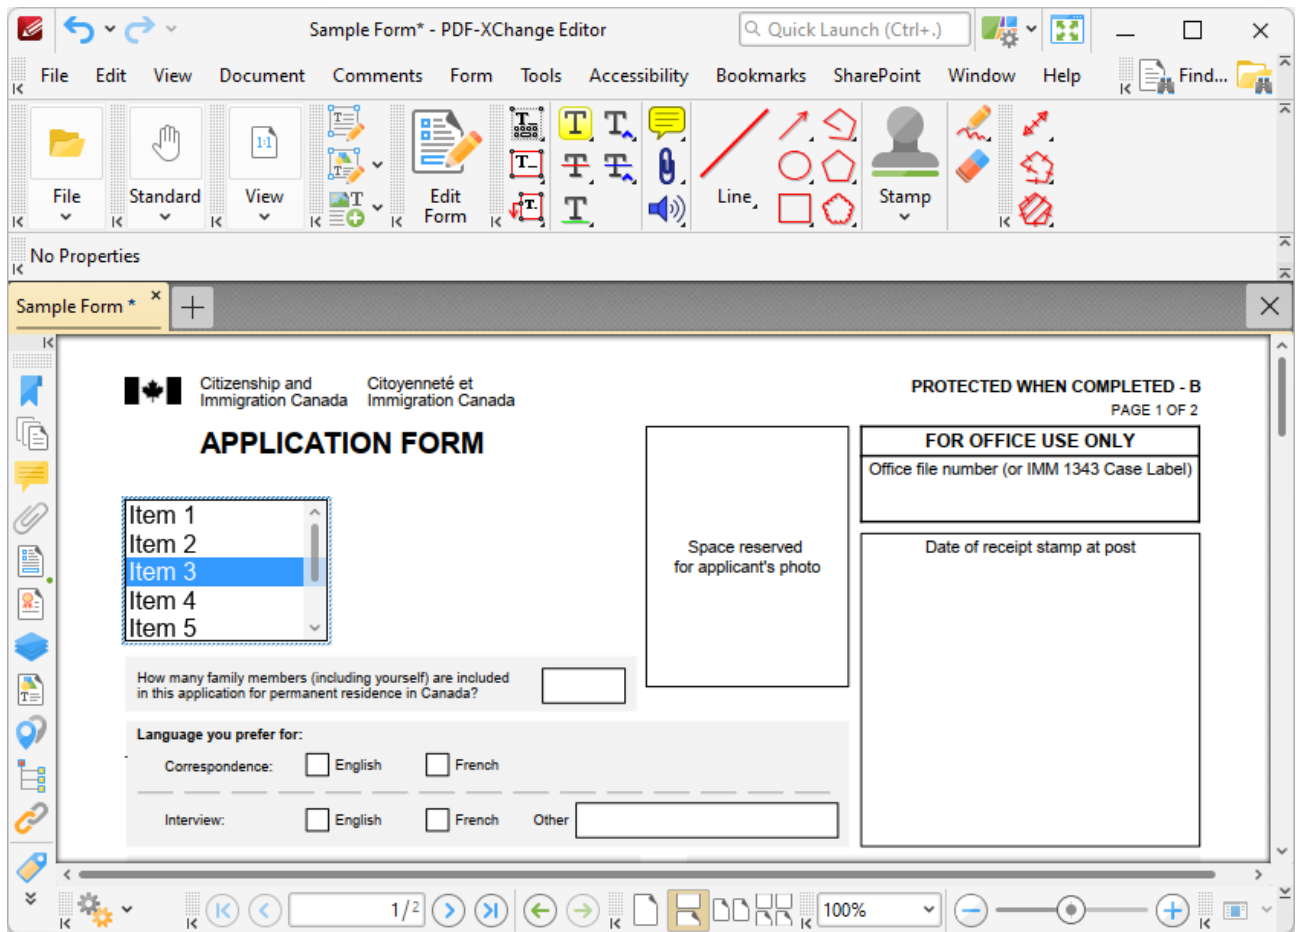 Sample Form* - PDF-XChange Editor
Quick Launch (Ctrl+.)
File Edit View Document Comments Form Tools Accessibility Bookmarks SharePoint Window Help Find...
1:1
File Standard View Edit Form Line Stamp
No Properties
Sample Form *
Citizenship and Immigration Canada
Citoyenneté et Immigration Canada
PROTECTED WHEN COMPLETED - B
PAGE 1 OF 2
APPLICATION FORM
FOR OFFICE USE ONLY
Office file number (or IMM 1343 Case Label)
Item 1
Item 2
Item 3
Item 4
Item 5
Space reserved
for applicant's photo
Date of receipt stamp at post
How many family members (including yourself) are included
in this application for permanent residence in Canada?
Language you prefer for:
Correspondence: English French
Interview: English French Other
1/2
100%